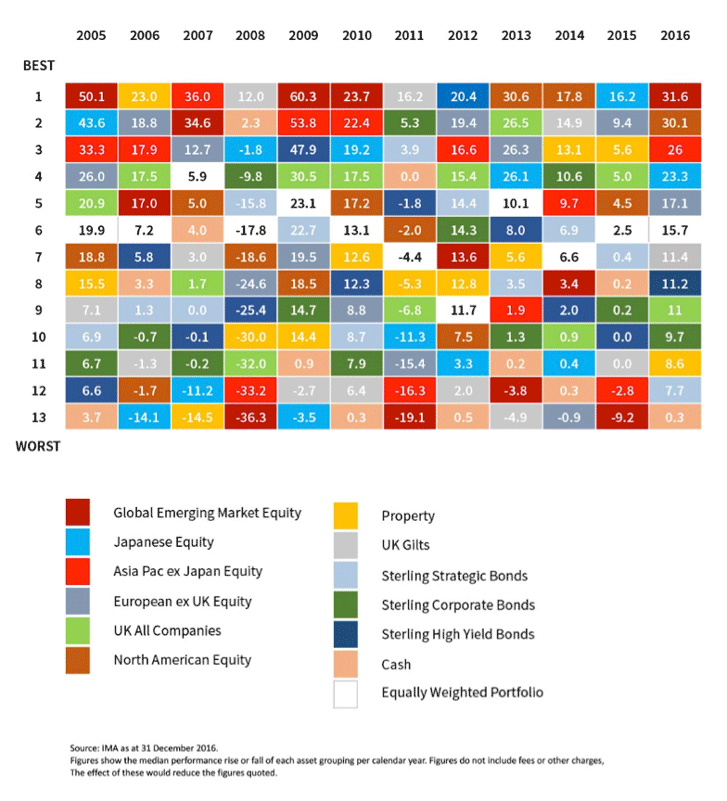 2005 2006 2007 2008 2009 2010 2011 2012 2013 2014 2015 2016
BEST
1 50.1 23.0 36.0 12.0 60.3 23.7 16.2 20.4 30.6 17.8 16.2 31.6
2 43.6 18.8 34.6 2.3 53.8 22.4 5.3 19.4 26.5 14.9 9.4 30.1
3 33.3 17.9 12.7 -1.8 47.9 19.2 3.9 16.6 26.3 13.1 5.6 26
4 26.0 17.5 5.9 -9.8 30.5 17.5 0.0 15.4 26.1 10.6 5.0 23.3
5 20.9 17.0 5.0 -15.8 23.1 17.2 -1.8 14.4 10.1 9.7 4.5 17.1
6 19.9 7.2 4.0 -17.8 22.7 13.1 -2.0 14.3 8.0 6.9 2.5 15.7
7 18.8 5.8 3.0 -18.6 19.5 12.6 -4.4 13.6 5.6 6.6 0.4 11.4
8 15.5 3.3 1.7 -24.6 18.5 12.3 -5.3 12.8 3.5 3.4 0.2 11.2
9 7.1 1.3 0.0 -25.4 14.7 8.8 -6.8 11.7 1.9 2.0 0.2 11
10 6.9 -0.7 -0.1 -30.0 14.4 8.7 -11.3 7.5 1.3 0.9 0.0 9.7
11 6.7 -1.3 -0.2 -32.0 0.9 7.9 -15.4 3.3 0.2 0.4 0.0 8.6
12 6.6 -1.7 -11.2 -33.2 -2.7 6.4 -16.3 2.0 -3.8 0.3 -2.8 7.7
13 3.7 -14.1 -14.5 -36.3 -3.5 0.3 -19.1 0.5 -4.9 -0.9 -9.2 0.3
WORST
Global Emerging Market Equity
Japanese Equity
Asia Pac ex Japan Equity
European ex UK Equity
UK All Companies
North American Equity
Property
UK Gilts
Sterling Strategic Bonds
Sterling Corporate Bonds
Sterling High Yield Bonds
Cash
Equally Weighted Portfolio
Source: IMA as at 31 December 2016.
Figures show the median performance rise or fall of each asset grouping per calendar year. Figures do not include fees or other charges,
The effect of these would reduce the figures quoted.